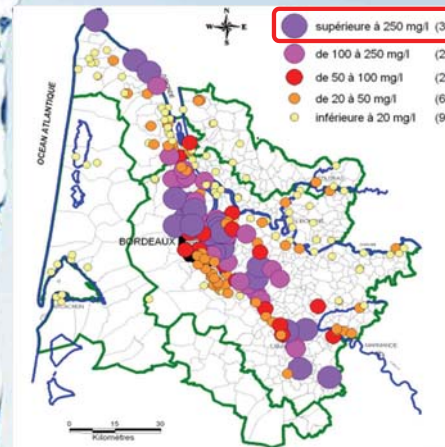 N
W
E
S
supérieure à 250 mg/l (3
de 100 à 250 mg/l (2
de 50 à 100 mg/l (2
de 20 à 50 mg/l (6
inférieure à 20 mg/l (9
OCEAN ATLANTIQUE
BORDEAUX
MARMANDE
0 15 30
Kilomètres